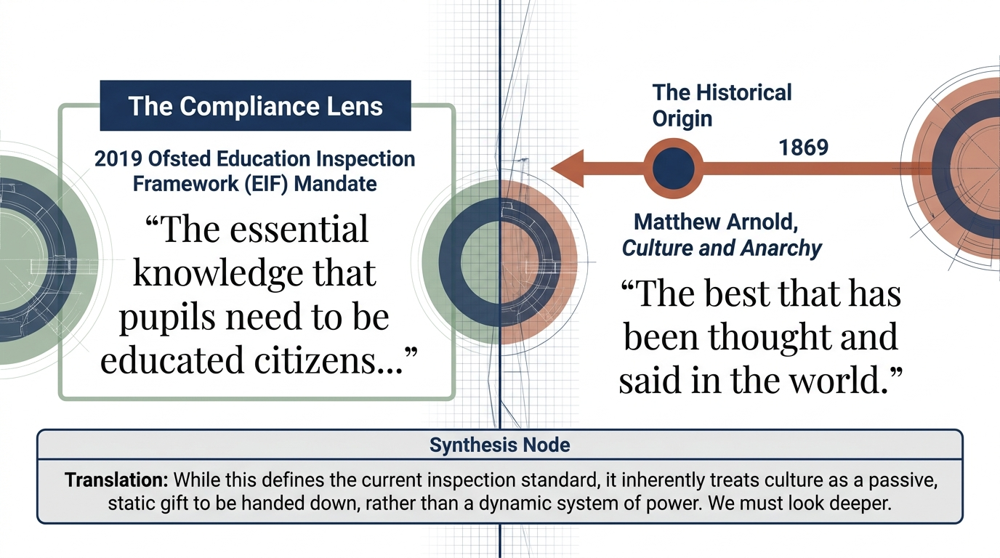 The Compliance Lens
2019 Ofsted Education Inspection
Framework (EIF) Mandate
“The essential
knowledge that
pupils need to be
educated citizens...”
The Historical
Origin
1869
Matthew Arnold,
Culture and Anarchy
“The best that has
been thought and
said in the world.”
Synthesis Node
Translation: While this defines the current inspection standard, it inherently treats culture as a passive,
static gift to be handed down, rather than a dynamic system of power. We must look deeper.